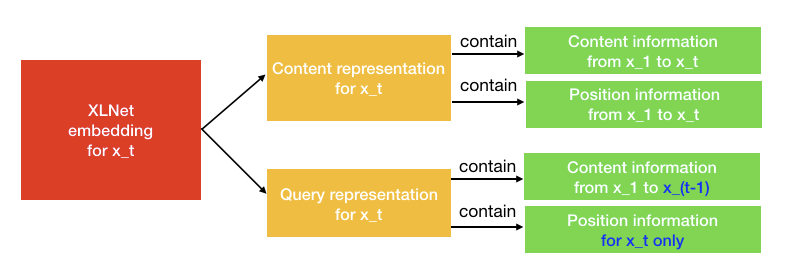 XLNet
embedding
for x_t
Content representation
for x_t
contain
Content information
from x_1 to x_t
contain
Position information
from x_1 to x_t
Query representation
for x_t
contain
Content information
from x_1 to x_(t-1)
contain
Position information
for x_t only